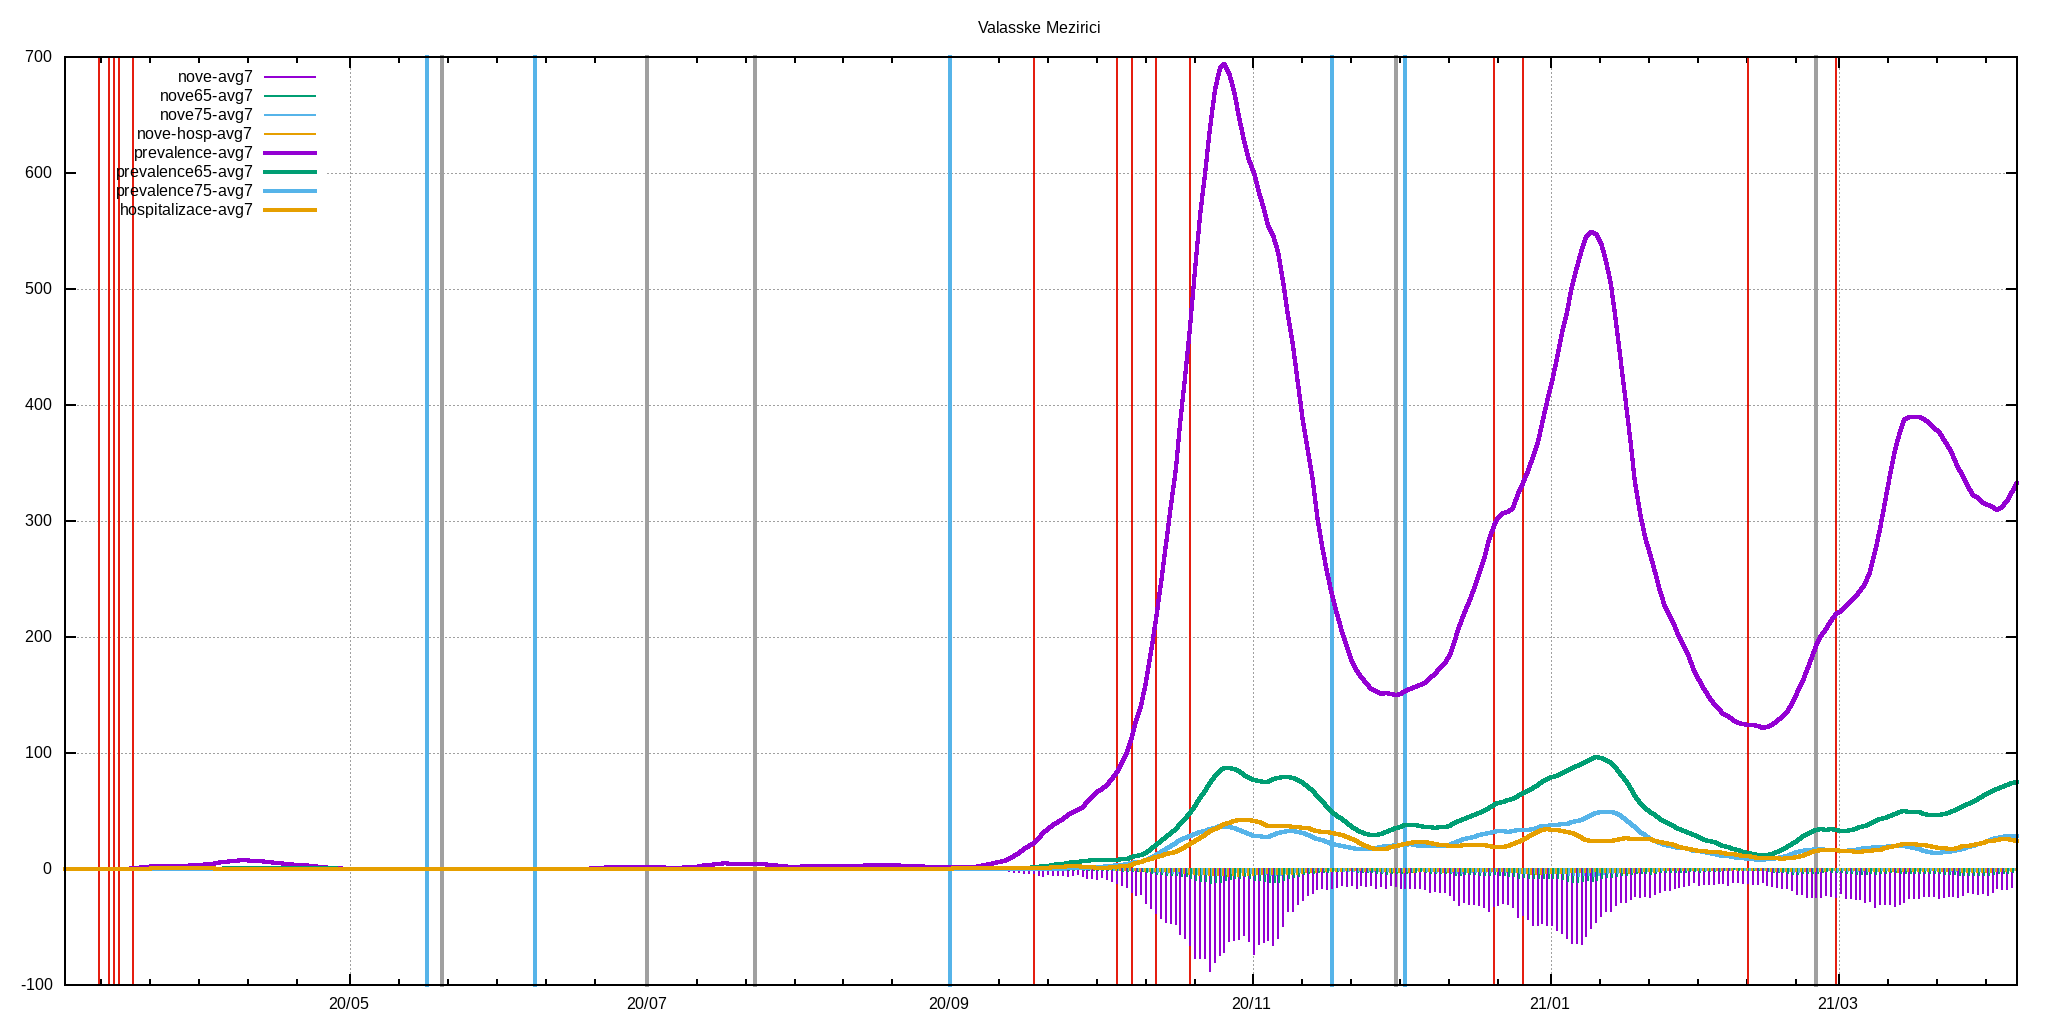 Valasske Mezirici
700
600
500
400
300
200
100
0
-100
nove-avg7
nove65-avg7
nove75-avg7
nove-hosp-avg7
prevalence-avg7
prevalence65-avg7
prevalence75-avg7
hospitalizace-avg7
20/05 20/07 20/09 20/11 21/01 21/03